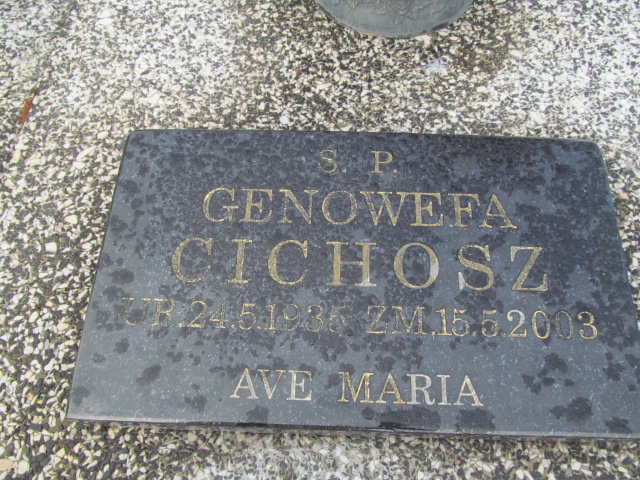 S. P.
GENOWEFA
CICHOSZ
UR.24.5.1935 ZM.15.5.2003
AVE MARIA